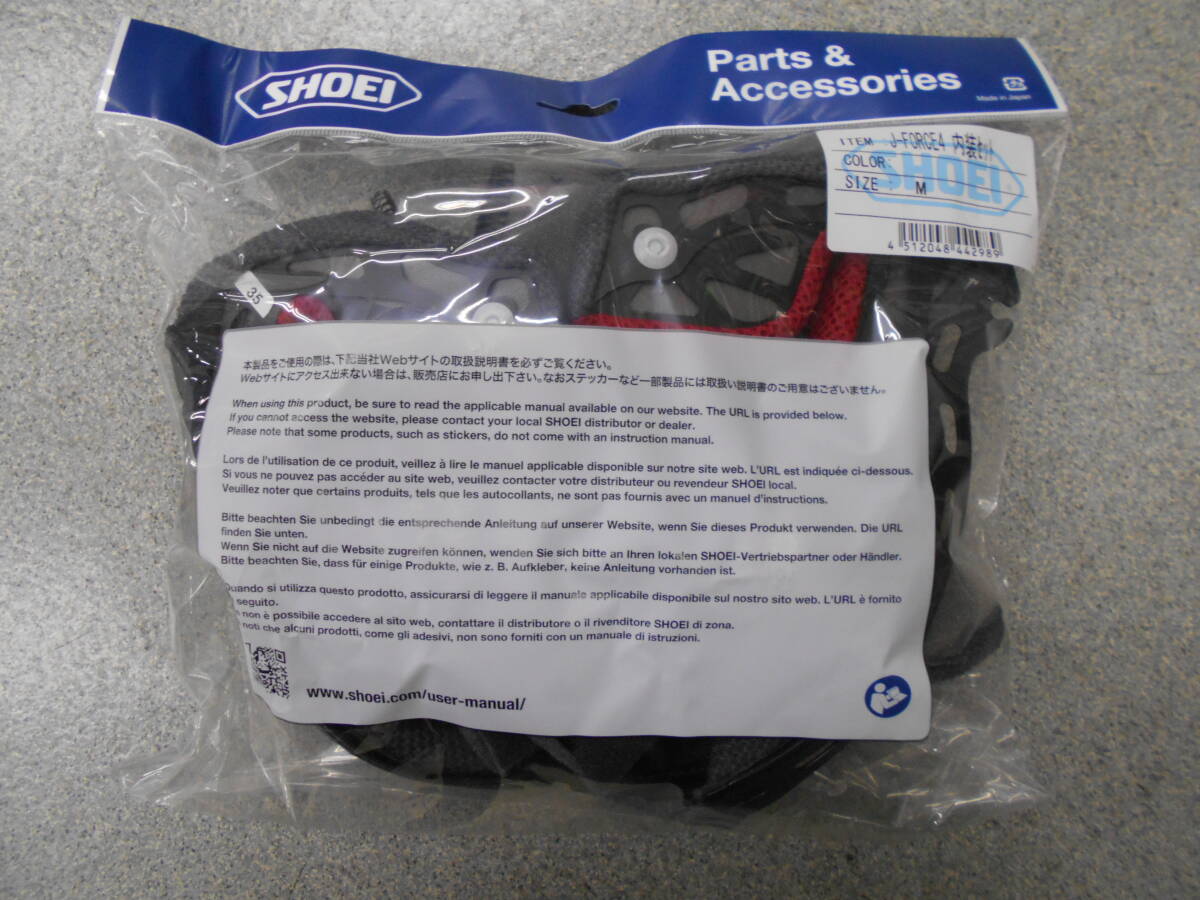 SHOEI
Parts &
Accessories
Made in Japan
ITEM J-FORCE4 内装ｾｯﾄ
COLOR
SIZE M
SHOEI
4 512048 442989
35
本製品をご使用の際は、下記当社Webサイトの取扱説明書を必ずご覧ください。
Webサイトにアクセス出来ない場合は、販売店にお申し出下さい。なおステッカーなど一部製品には取扱い説明書のご用意はございません。
When using this product, be sure to read the applicable manual available on our website. The URL is provided below.
If you cannot access the website, please contact your local SHOEI distributor or dealer.
Please note that some products, such as stickers, do not come with an instruction manual.
Lors de l'utilisation de ce produit, veillez à lire le manuel applicable disponible sur notre site web. L'URL est indiquée ci-dessous.
Si vous ne pouvez pas accéder au site web, veuillez contacter votre distributeur ou revendeur SHOEI local.
Veuillez noter que certains produits, tels que les autocollants, ne sont pas fournis avec un manuel d'instructions.
Bitte beachten Sie unbedingt die entsprechende Anleitung auf unserer Website, wenn Sie dieses Produkt verwenden. Die URL
finden Sie unten.
Wenn Sie nicht auf die Website zugreifen können, wenden Sie sich bitte an Ihren lokalen SHOEI-Vertriebspartner oder Händler.
Bitte beachten Sie, dass für einige Produkte, wie z. B. Aufkleber, keine Anleitung vorhanden ist.
Quando si utilizza questo prodotto, assicurarsi di leggere il manuale applicabile disponibile sul nostro sito web. L'URL è fornito
seguito.
non è possibile accedere al sito web, contattare il distributore o il rivenditore SHOEI di zona.
noti che alcuni prodotti, come gli adesivi, non sono forniti con un manuale di istruzioni.
www.shoei.com/user-manual/